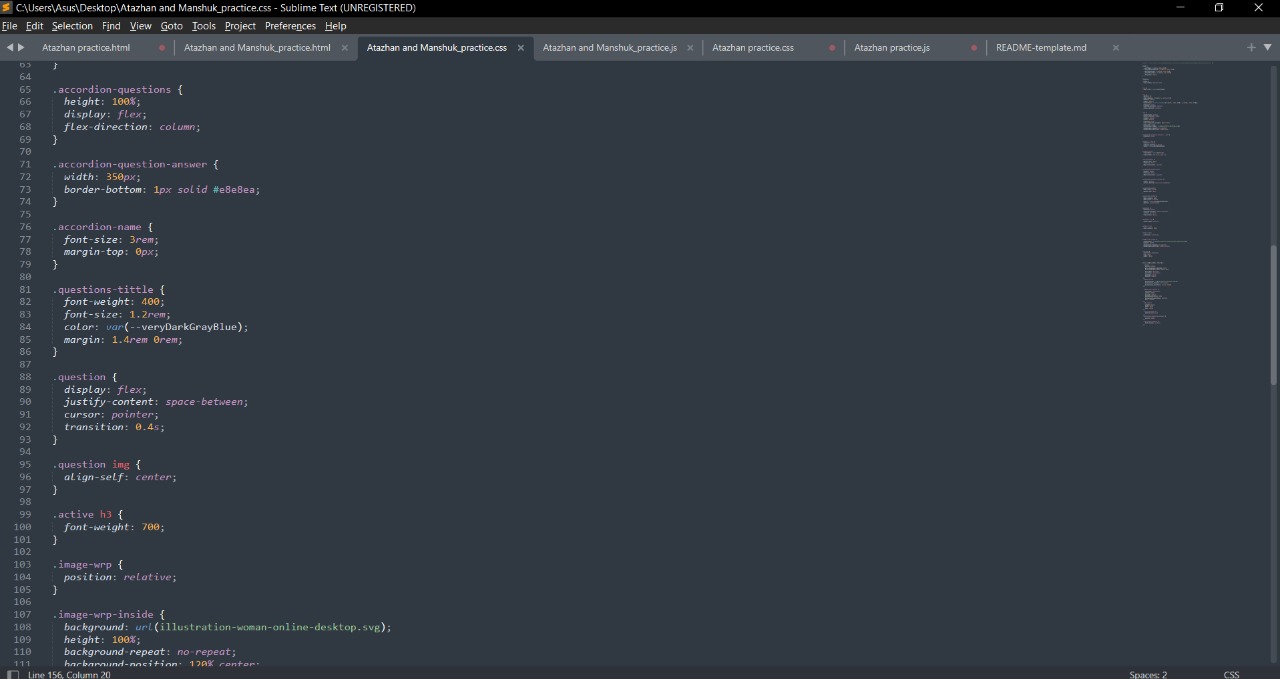 C:\Users\Asus\Desktop\Atazhan and Manshuk_practice.css - Sublime Text (UNREGISTERED)
File Edit Selection Find View Goto Tools Project Preferences Help
Atazhan practice.html Atazhan and Manshuk_practice.html Atazhan and Manshuk_practice.css Atazhan and Manshuk_practice.js Atazhan practice.css Atazhan practice.js README-template.md
63 }
64
65 .accordion-questions {
66 height: 100%;
67 display: flex;
68 flex-direction: column;
69 }
70
71 .accordion-question-answer {
72 width: 350px;
73 border-bottom: 1px solid #e8e8ea;
74 }
75
76 .accordion-name {
77 font-size: 3rem;
78 margin-top: 0px;
79 }
80
81 .questions-tittle {
82 font-weight: 400;
83 font-size: 1.2rem;
84 color: var(--veryDarkGrayBlue);
85 margin: 1.4rem 0rem;
86 }
87
88 .question {
89 display: flex;
90 justify-content: space-between;
91 cursor: pointer;
92 transition: 0.4s;
93 }
94
95 .question img {
96 align-self: center;
97 }
98
99 .active h3 {
100 font-weight: 700;
101 }
102
103 .image-wrp {
104 position: relative;
105 }
106
107 .image-wrp-inside {
108 background: url(illustration-woman-online-desktop.svg);
109 height: 100%;
110 background-repeat: no-repeat;
111 background-position: 120% center;
Line 156, Column 20 Spaces: 2 CSS